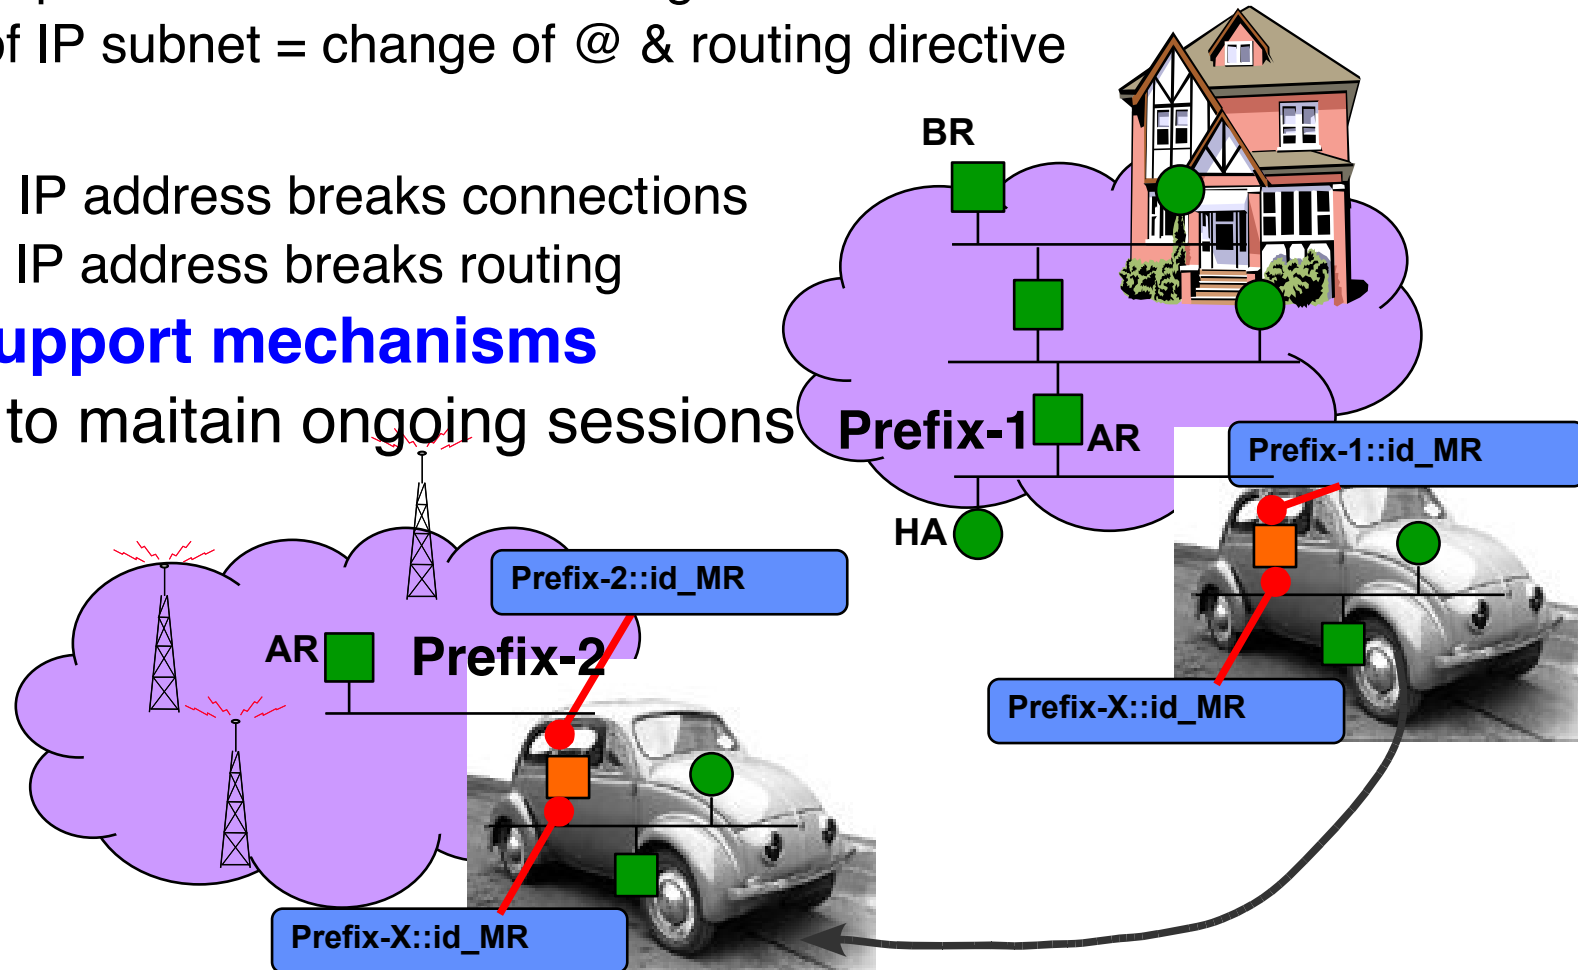 of IP subnet = change of @ & routing directive
IP address breaks connections
IP address breaks routing
upport mechanisms
to maitain ongoing sessions
BR
Prefix-1
AR
Prefix-1::id_MR
HA
Prefix-2::id_MR
AR
Prefix-2
Prefix-X::id_MR
Prefix-X::id_MR